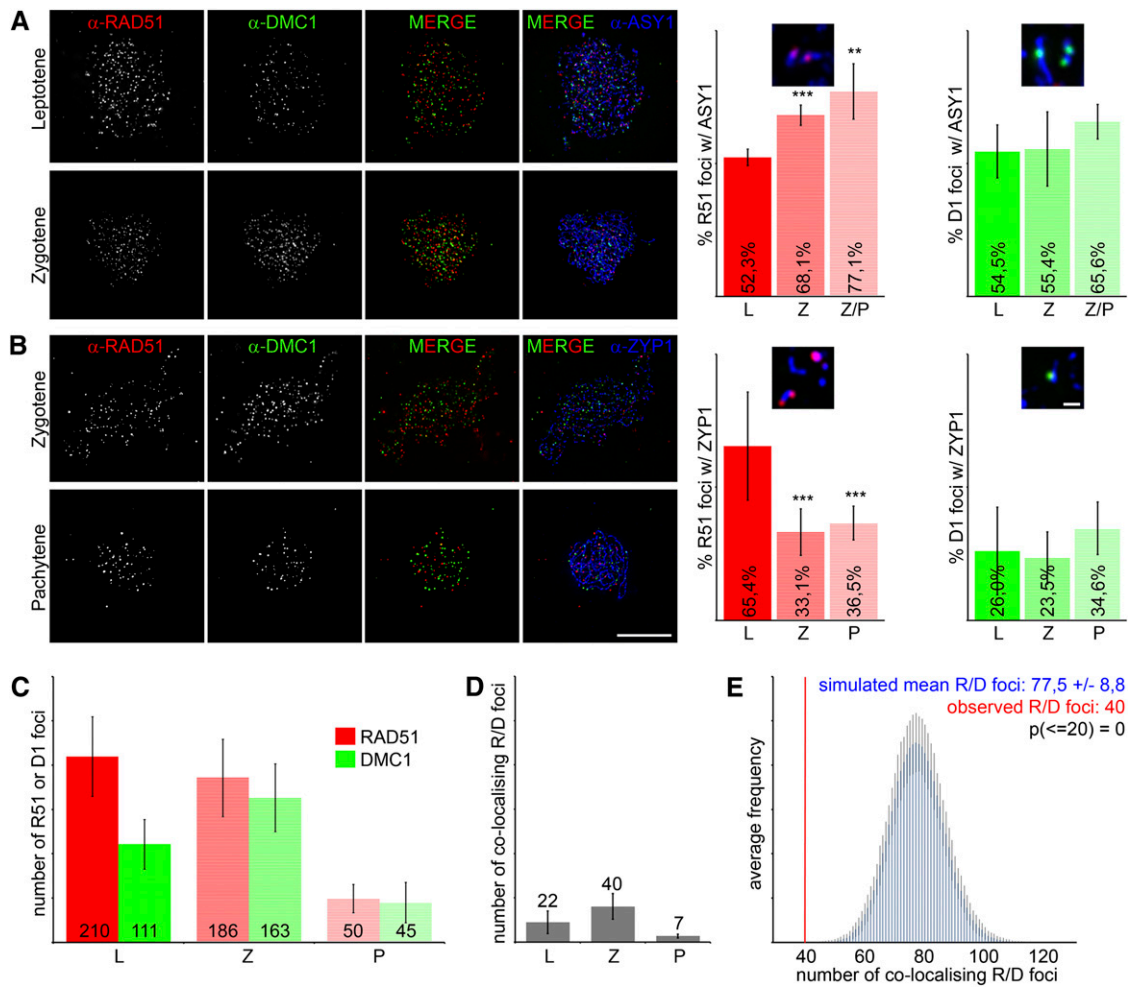 A
α-RAD51
α-DMC1
MERGE
MERGE α-ASY1
Leptotene
Zygotene
% R51 foci w/ ASY1
***
**
52,3%
68,1%
77,1%
L
Z
Z/P
% D1 foci w/ ASY1
54,5%
55,4%
65,6%
L
Z
Z/P
B
α-RAD51
α-DMC1
MERGE
MERGE α-ZYP1
Zygotene
Pachytene
% R51 foci w/ ZYP1
***
***
65,4%
33,1%
36,5%
L
Z
P
% D1 foci w/ ZYP1
26,0%
23,5%
34,6%
L
Z
P
C
number of R51 or D1 foci
RAD51
DMC1
210
111
186
163
50
45
L
Z
P
D
number of co-localising R/D foci
22
40
7
L
Z
P
E
simulated mean R/D foci: 77,5 +/- 8,8
observed R/D foci: 40
p(<=20) = 0
average frequency
40
60
80
100
120
number of co-localising R/D foci